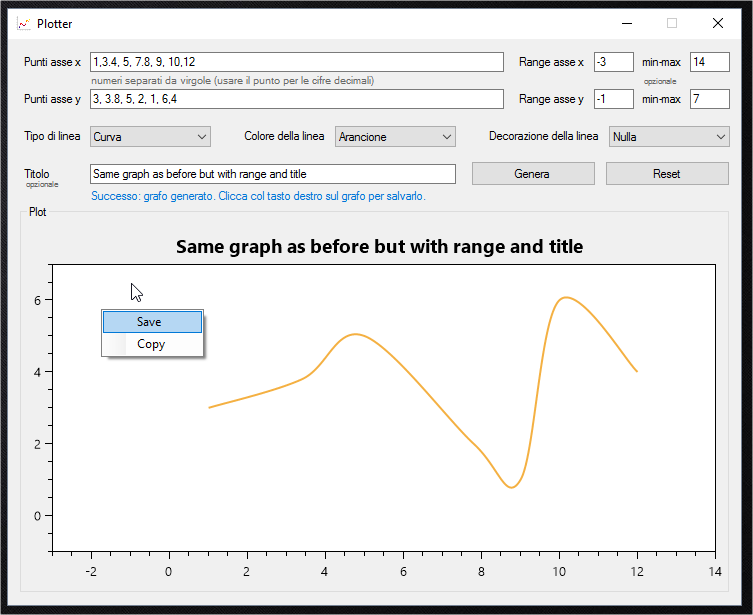 Plotter
Punti asse x 1,3.4, 5, 7.8, 9, 10,12 Range asse x -3 min-max 14
numeri separati da virgole (usare il punto per le cifre decimali) opzionale
Punti asse y 3, 3.8, 5, 2, 1, 6,4 Range asse y -1 min-max 7
Tipo di linea Curva Colore della linea Arancione Decorazione della linea Nulla
Titolo Same graph as before but with range and title Genera Reset
opzionale
Successo: grafo generato. Clicca col tasto destro sul grafo per salvarlo.
Plot
Same graph as before but with range and title
6
Save
Copy
4
2
0
-2 0 2 4 6 8 10 12 14